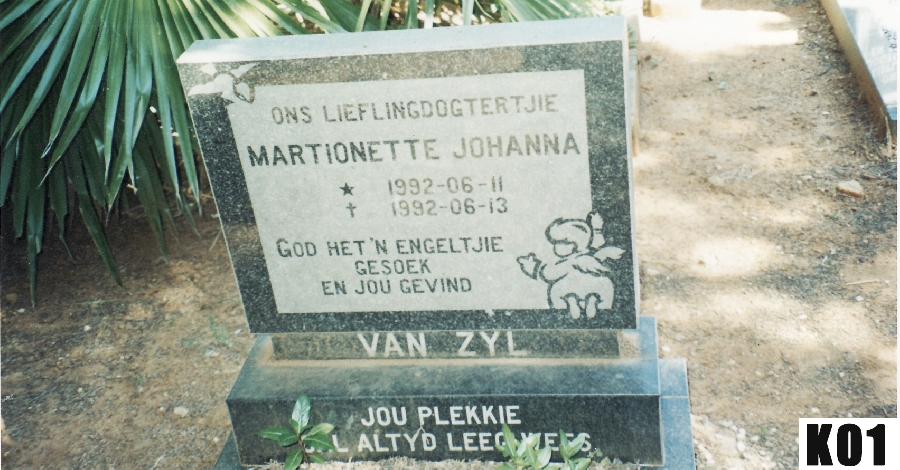 ONS LIEFLINGDOGTERTJIE
MARTIONETTE JOHANNA
★ 1992-06-11
† 1992-06-13
GOD HET 'N ENGELTJIE
GESOEK
EN JOU GEVIND
VAN ZYL
JOU PLEKKIE
ALTYD LEEG WEES
K01